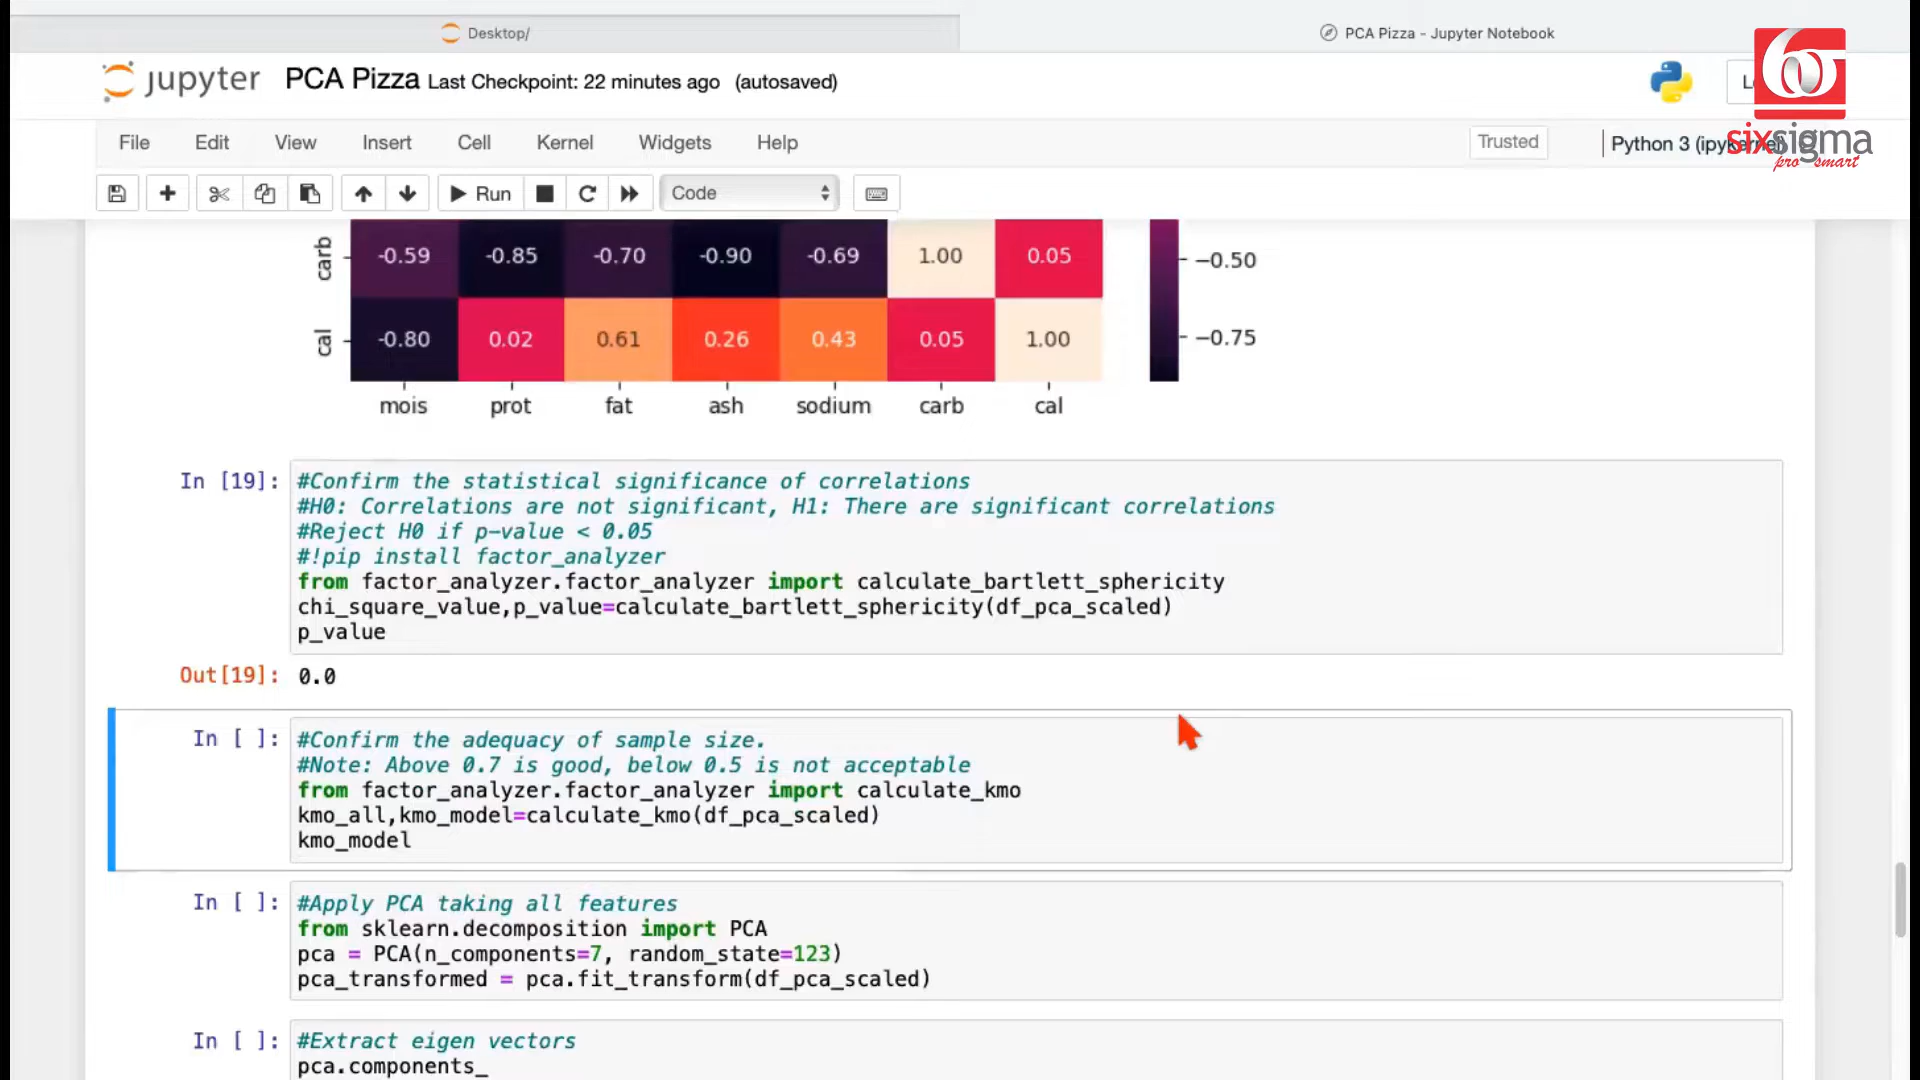 Desktop/
PCA Pizza - Jupyter Notebook
jupyter PCA Pizza Last Checkpoint: 22 minutes ago (autosaved)
File Edit View Insert Cell Kernel Widgets Help
Trusted
Python 3 (ipykernel)
sixsigma
pro smart
Run
Code
carb -0.59 -0.85 -0.70 -0.90 -0.69 1.00 0.05
−0.50
cal -0.80 0.02 0.61 0.26 0.43 0.05 1.00
−0.75
mois prot fat ash sodium carb cal
In [19]:
#Confirm the statistical significance of correlations
#H0: Correlations are not significant, H1: There are significant correlations
#Reject H0 if p-value < 0.05
#!pip install factor_analyzer
from factor_analyzer.factor_analyzer import calculate_bartlett_sphericity
chi_square_value,p_value=calculate_bartlett_sphericity(df_pca_scaled)
p_value
Out[19]: 0.0
In [ ]:
#Confirm the adequacy of sample size.
#Note: Above 0.7 is good, below 0.5 is not acceptable
from factor_analyzer.factor_analyzer import calculate_kmo
kmo_all,kmo_model=calculate_kmo(df_pca_scaled)
kmo_model
In [ ]:
#Apply PCA taking all features
from sklearn.decomposition import PCA
pca = PCA(n_components=7, random_state=123)
pca_transformed = pca.fit_transform(df_pca_scaled)
In [ ]:
#Extract eigen vectors
pca.components_